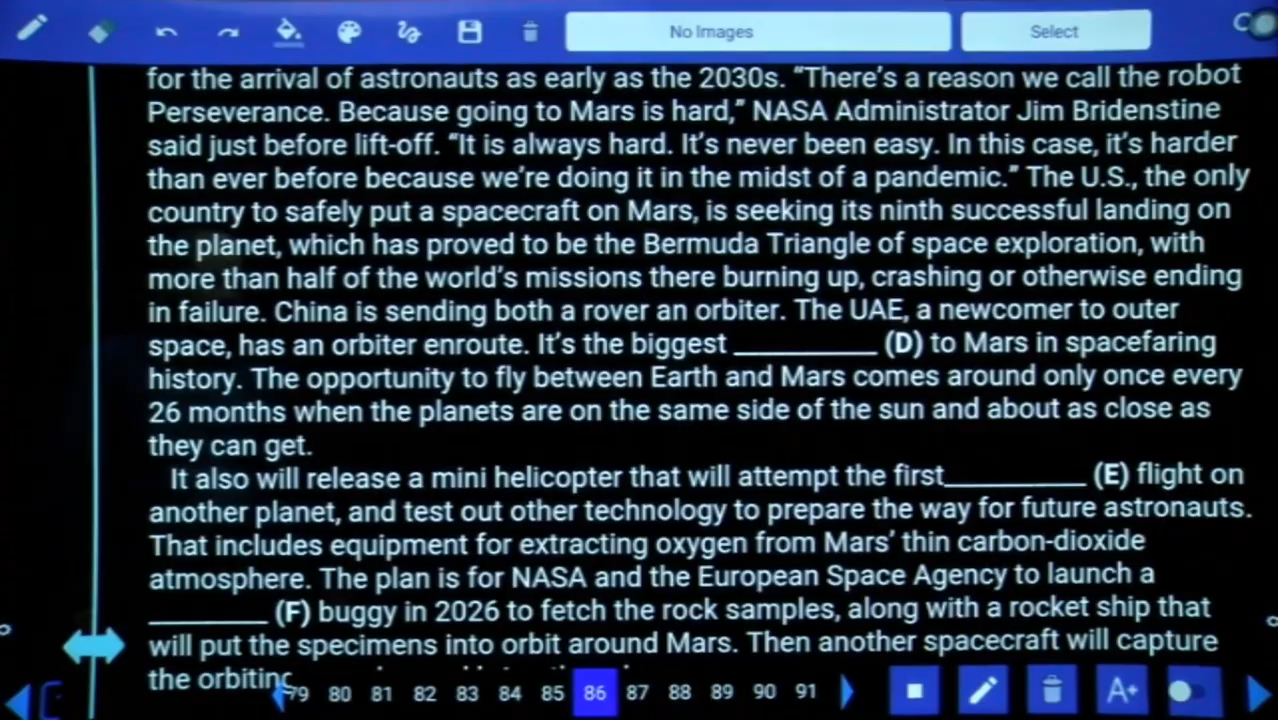 No Images
Select
for the arrival of astronauts as early as the 2030s. “There’s a reason we call the robot
Perseverance. Because going to Mars is hard,” NASA Administrator Jim Bridenstine
said just before lift-off. “It is always hard. It’s never been easy. In this case, it’s harder
than ever before because we’re doing it in the midst of a pandemic.” The U.S., the only
country to safely put a spacecraft on Mars, is seeking its ninth successful landing on
the planet, which has proved to be the Bermuda Triangle of space exploration, with
more than half of the world’s missions there burning up, crashing or otherwise ending
in failure. China is sending both a rover an orbiter. The UAE, a newcomer to outer
space, has an orbiter enroute. It’s the biggest __________ (D) to Mars in spacefaring
history. The opportunity to fly between Earth and Mars comes around only once every
26 months when the planets are on the same side of the sun and about as close as
they can get.
It also will release a mini helicopter that will attempt the first__________ (E) flight on
another planet, and test out other technology to prepare the way for future astronauts.
That includes equipment for extracting oxygen from Mars’ thin carbon-dioxide
atmosphere. The plan is for NASA and the European Space Agency to launch a
________ (F) buggy in 2026 to fetch the rock samples, along with a rocket ship that
will put the specimens into orbit around Mars. Then another spacecraft will capture
the orbiting
79 80 81 82 83 84 85 86 87 88 89 90 91
A+